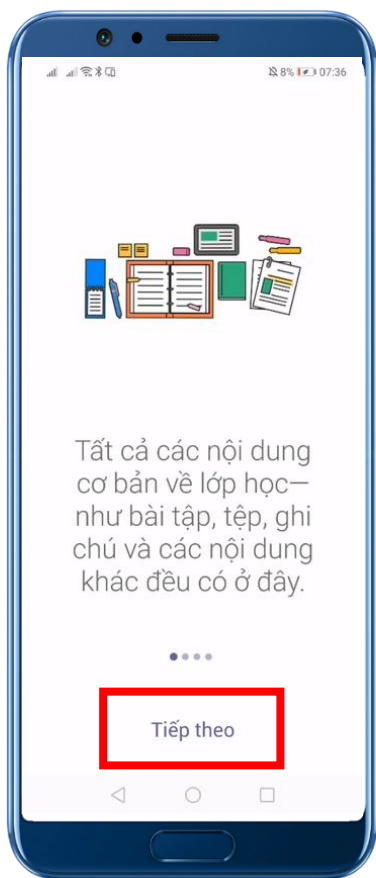 8% 07:36
Tất cả các nội dung
cơ bản về lớp học—
như bài tập, tệp, ghi
chú và các nội dung
khác đều có ở đây.
Tiếp theo